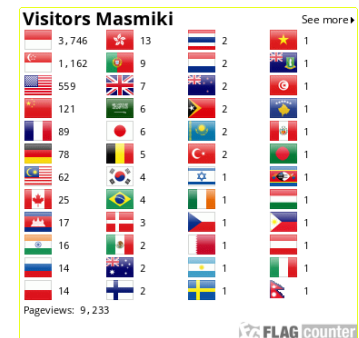 Visitors Masmiki
See more
3,746 13 2 1
1,162 9 2 1
559 7 2 1
121 6 2 1
89 6 2 1
78 5 2 1
62 4 1 1
25 4 1 1
17 3 1 1
16 2 1 1
14 2 1 1
14 2 1 1
Pageviews: 9,233
FLAG counter